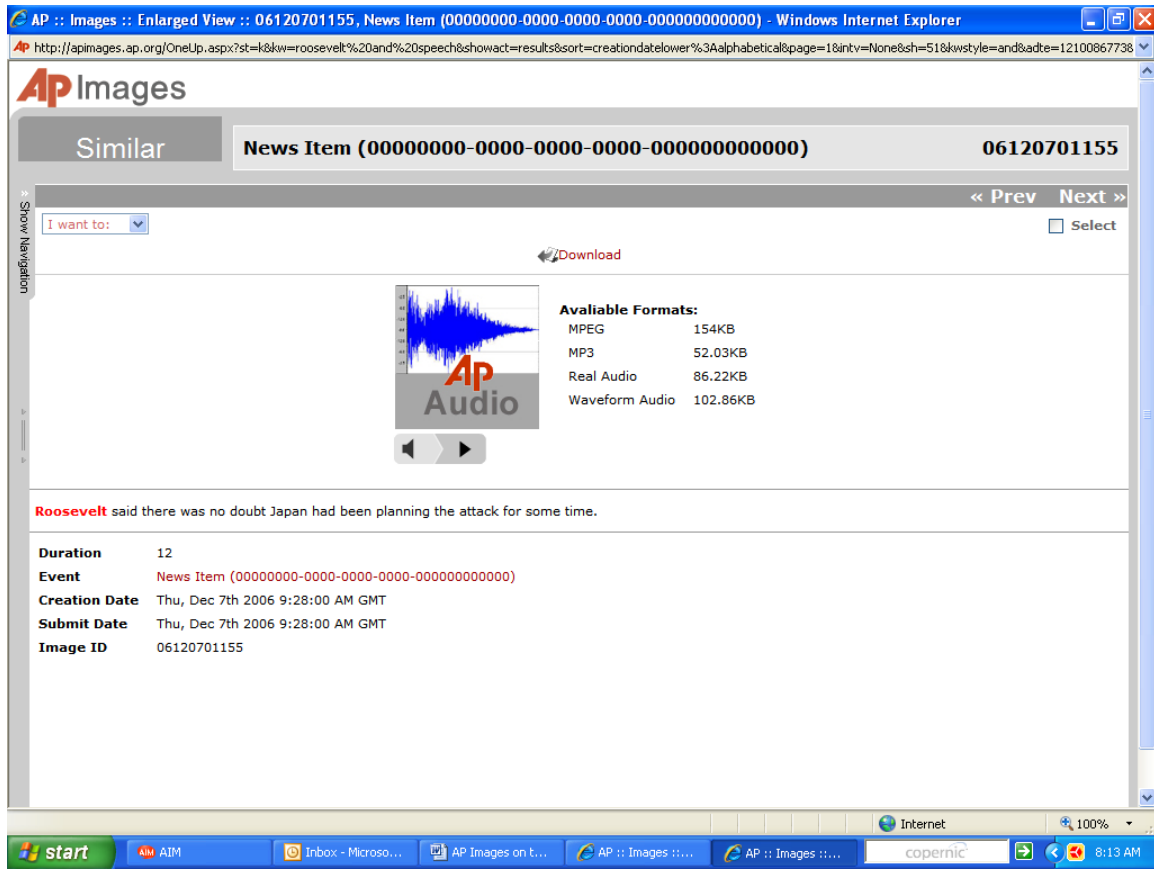 AP :: Images :: Enlarged View :: 06120701155, News Item (00000000-0000-0000-0000-000000000000) - Windows Internet Explorer
AP http://apimages.ap.org/OneUp.aspx?st=k&kw=roosevelt%20and%20speech&showact=results&sort=creationdatelower%3Aalphabetical&page=1&intv=None&sh=51&kwstyle=and&adte=12100867738
AP Images
Similar
News Item (00000000-0000-0000-0000-000000000000)
06120701155
« Show Navigation
« Prev Next »
I want to:
Select
Download
AP
Audio
Avaliable Formats:
MPEG 154KB
MP3 52.03KB
Real Audio 86.22KB
Waveform Audio 102.86KB
Roosevelt said there was no doubt Japan had been planning the attack for some time.
Duration 12
Event News Item (00000000-0000-0000-0000-000000000000)
Creation Date Thu, Dec 7th 2006 9:28:00 AM GMT
Submit Date Thu, Dec 7th 2006 9:28:00 AM GMT
Image ID 06120701155
Internet
100%
start
AIM AIM
Inbox - Microso...
AP Images on t...
AP :: Images ::...
AP :: Images ::...
copernic
8:13 AM